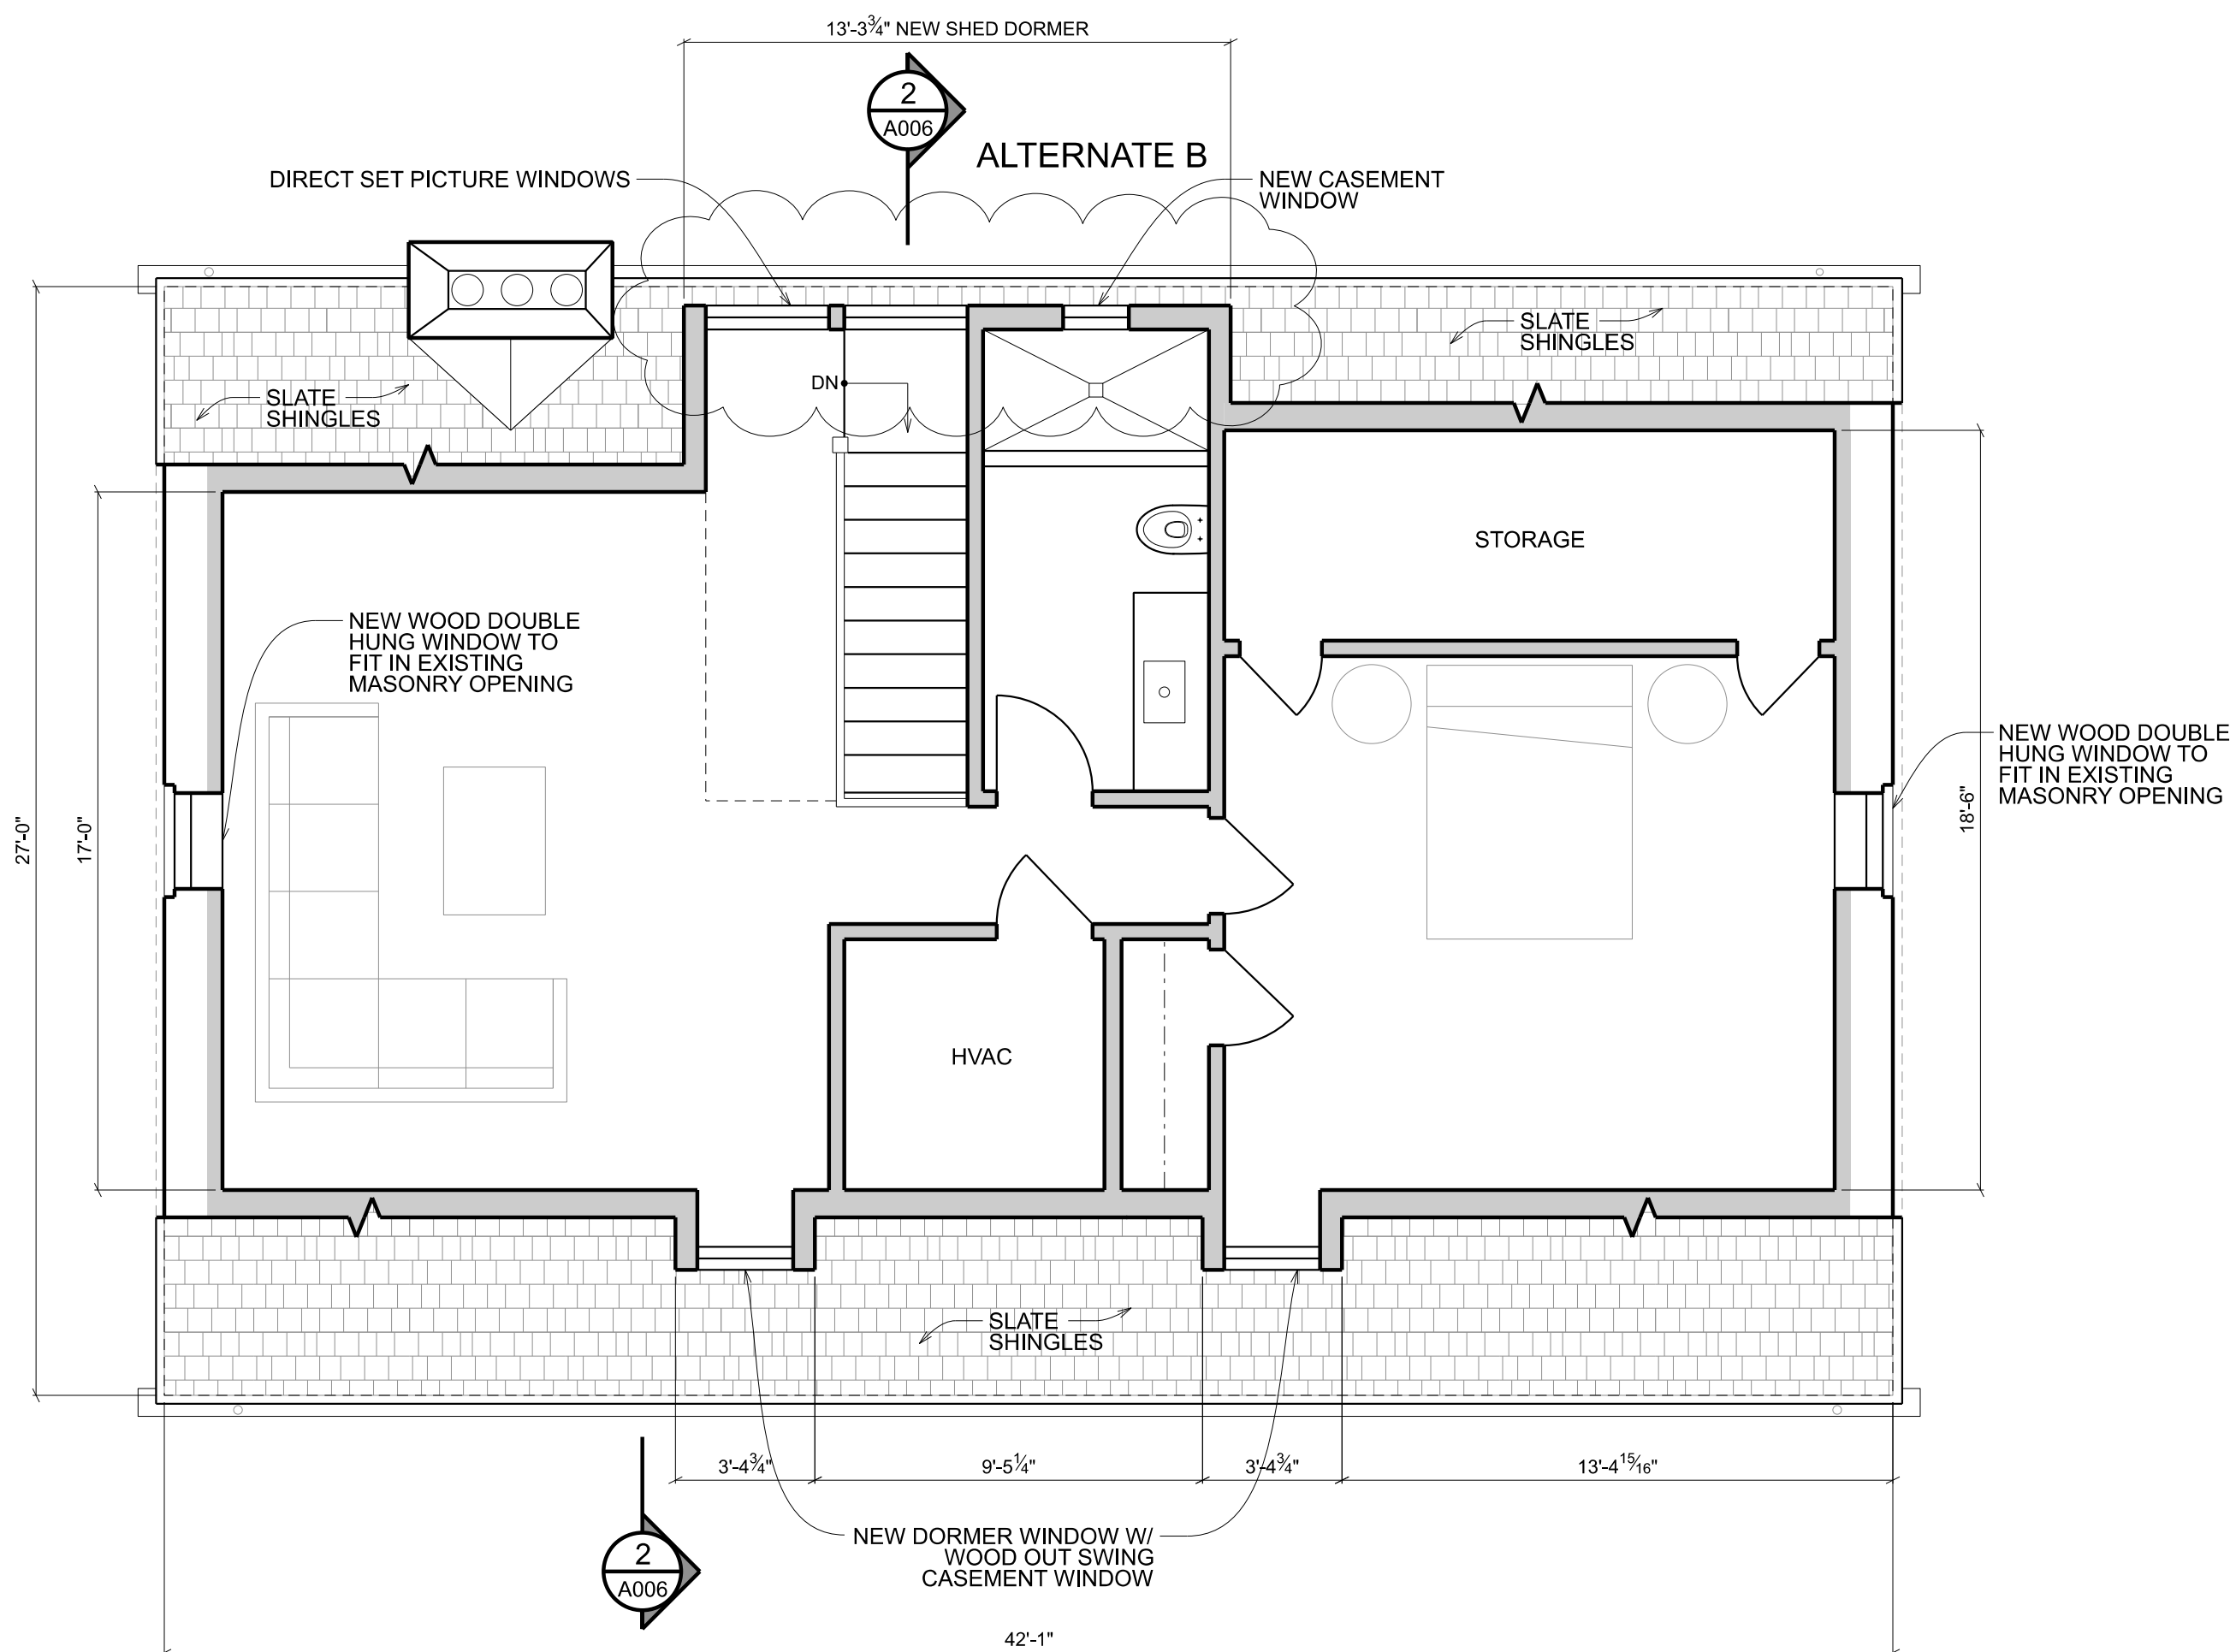 13'-3¾" NEW SHED DORMER
2
A006
ALTERNATE B
DIRECT SET PICTURE WINDOWS
NEW CASEMENT
WINDOW
SLATE
SHINGLES
DN
SLATE
SHINGLES
STORAGE
NEW WOOD DOUBLE
HUNG WINDOW TO
FIT IN EXISTING
MASONRY OPENING
NEW WOOD DOUBLE
HUNG WINDOW TO
FIT IN EXISTING
MASONRY OPENING
27'-0"
17'-0"
18'-6"
HVAC
SLATE
SHINGLES
3'-4¾"
9'-5¼"
3'-4¾"
13'-4 15⁄16"
NEW DORMER WINDOW W/
WOOD OUT SWING
CASEMENT WINDOW
2
A006
42'-1"